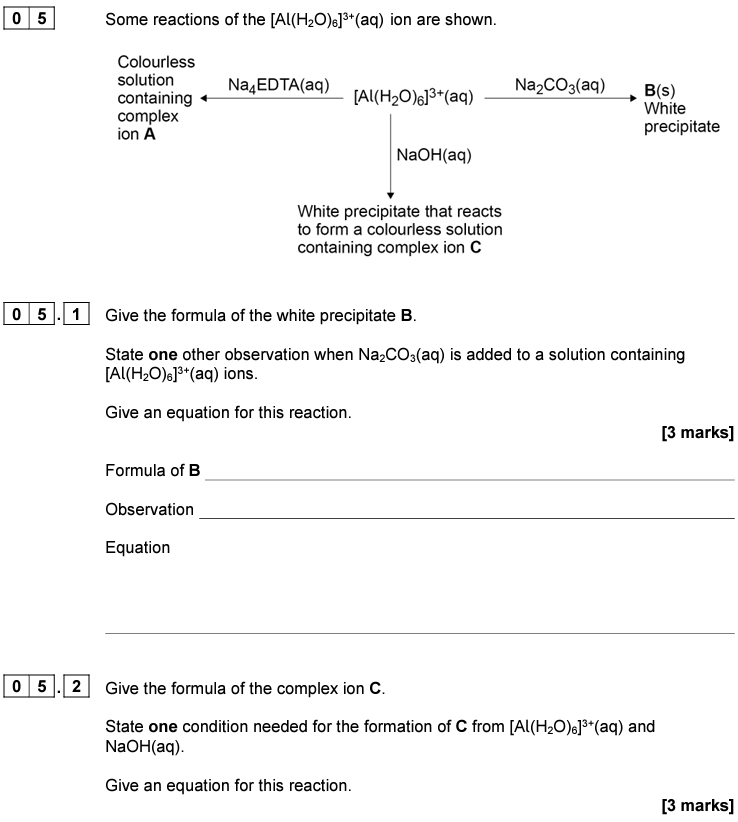 0 5 Some reactions of the [Al(H₂O)₆]³⁺(aq) ion are shown.
Colourless
solution
containing
complex
ion A
Na₄EDTA(aq)
[Al(H₂O)₆]³⁺(aq)
Na₂CO₃(aq)
B(s)
White
precipitate
NaOH(aq)
White precipitate that reacts
to form a colourless solution
containing complex ion C
0 5 . 1 Give the formula of the white precipitate B.
State one other observation when Na₂CO₃(aq) is added to a solution containing
[Al(H₂O)₆]³⁺(aq) ions.
Give an equation for this reaction.
[3 marks]
Formula of B
Observation
Equation
0 5 . 2 Give the formula of the complex ion C.
State one condition needed for the formation of C from [Al(H₂O)₆]³⁺(aq) and
NaOH(aq).
Give an equation for this reaction.
[3 marks]